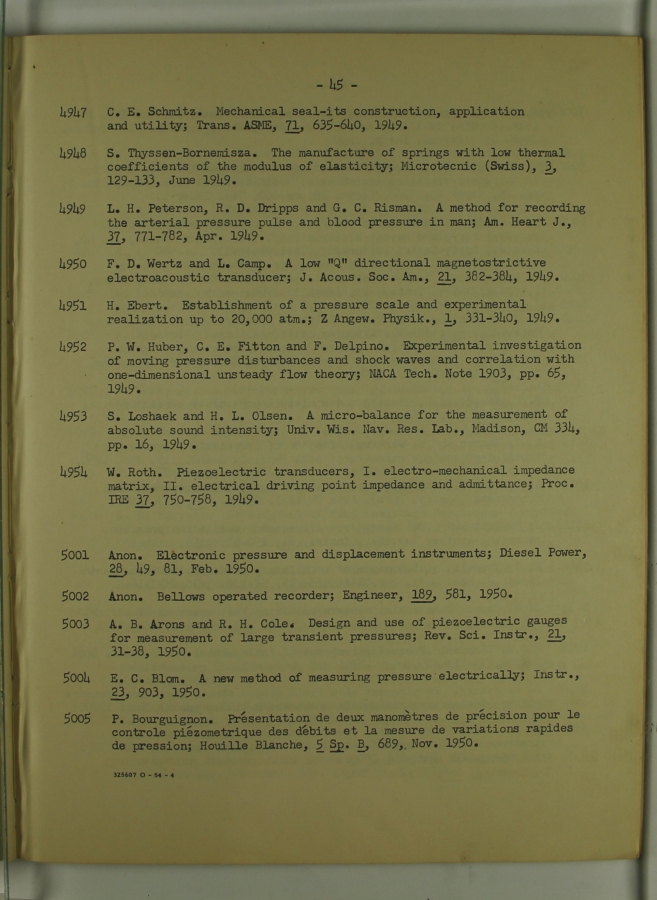 - 45 -
4947 C. E. Schmitz. Mechanical seal-its construction, application
and utility; Trans. ASME, 71, 635-640, 1949.
4948 S. Thyssen-Bornemisza. The manufacture of springs with low thermal
coefficients of the modulus of elasticity; Microtecnic (Swiss), 3,
129-133, June 1949.
4949 L. H. Peterson, R. D. Dripps and G. C. Risman. A method for recording
the arterial pressure pulse and blood pressure in man; Am. Heart J.,
37, 771-782, Apr. 1949.
4950 F. D. Wertz and L. Camp. A low "Q" directional magnetostrictive
electroacoustic transducer; J. Acous. Soc. Am., 21, 382-384, 1949.
4951 H. Ebert. Establishment of a pressure scale and experimental
realization up to 20,000 atm.; Z Angew. Physik., 1, 331-340, 1949.
4952 P. W. Huber, C. E. Fitton and F. Delpino. Experimental investigation
of moving pressure disturbances and shock waves and correlation with
one-dimensional unsteady flow theory; NACA Tech. Note 1903, pp. 65,
1949.
4953 S. Loshaek and H. L. Olsen. A micro-balance for the measurement of
absolute sound intensity; Univ. Wis. Nav. Res. Lab., Madison, CM 334,
pp. 16, 1949.
4954 W. Roth. Piezoelectric transducers, I. electro-mechanical impedance
matrix, II. electrical driving point impedance and admittance; Proc.
IRE 37, 750-758, 1949.
5001 Anon. Electronic pressure and displacement instruments; Diesel Power,
28, 49, 81, Feb. 1950.
5002 Anon. Bellows operated recorder; Engineer, 189, 581, 1950.
5003 A. B. Arons and R. H. Cole. Design and use of piezoelectric gauges
for measurement of large transient pressures; Rev. Sci. Instr., 21,
31-38, 1950.
5004 E. C. Blom. A new method of measuring pressure electrically; Instr.,
23, 903, 1950.
5005 P. Bourguignon. Présentation de deux manomètres de précision pour le
controle piézometrique des débits et la mesure de variations rapides
de pression; Houille Blanche, 5 Sp. B, 689, Nov. 1950.
325607 O - 54 - 4